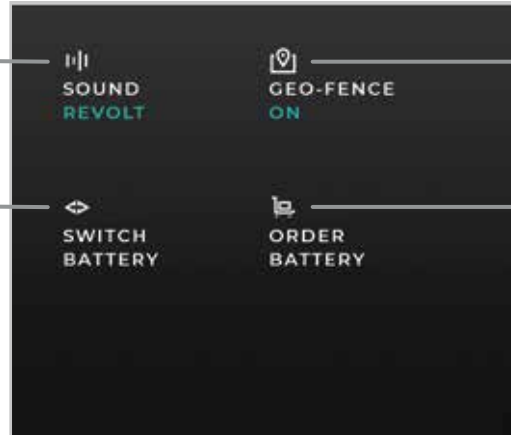 SOUND
REVOLT
GEO-FENCE
ON
SWITCH
BATTERY
ORDER
BATTERY